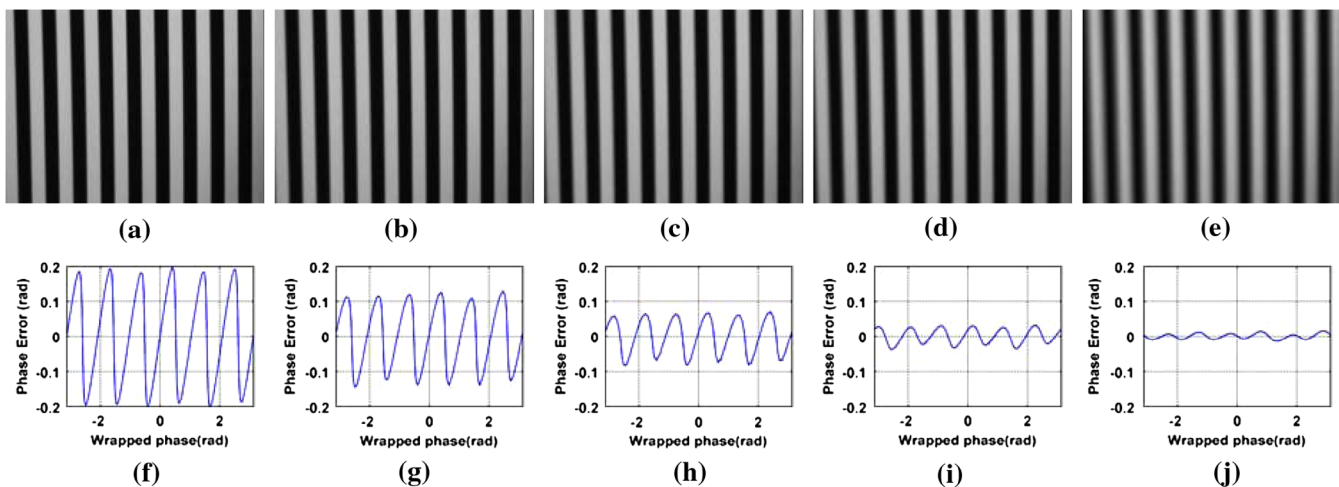 (a) (b) (c) (d) (e)
Phase Error (rad)
0.2
0.1
0
-0.1
-0.2
-2 0 2
Wrapped phase(rad)
(f)
Phase Error (rad)
0.2
0.1
0
-0.1
-0.2
-2 0 2
Wrapped phase(rad)
(g)
Phase Error (rad)
0.2
0.1
0
-0.1
-0.2
-2 0 2
Wrapped phase(rad)
(h)
Phase Error (rad)
0.2
0.1
0
-0.1
-0.2
-2 0 2
Wrapped phase(rad)
(i)
Phase Error (rad)
0.2
0.1
0
-0.1
-0.2
-2 0 2
Wrapped phase(rad)
(j)